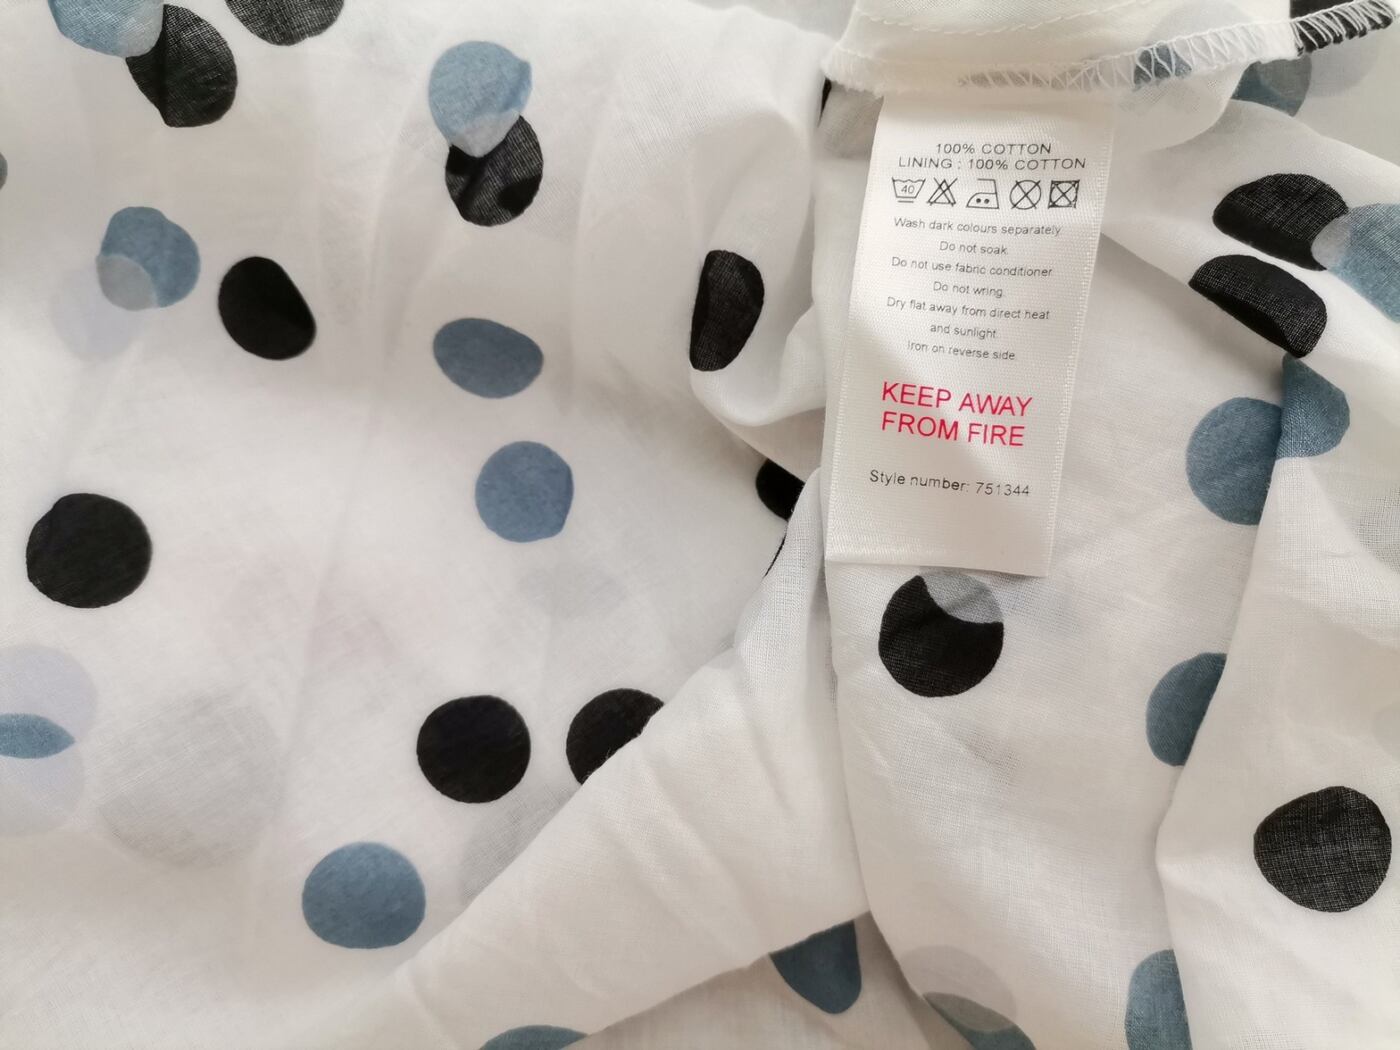 100% COTTON
LINING : 100% COTTON
40
Wash dark colours separately.
Do not soak.
Do not use fabric conditioner
Do not wring.
Dry flat away from direct heat
and sunlight.
Iron on reverse side.
KEEP AWAY
FROM FIRE
Style number: 751344